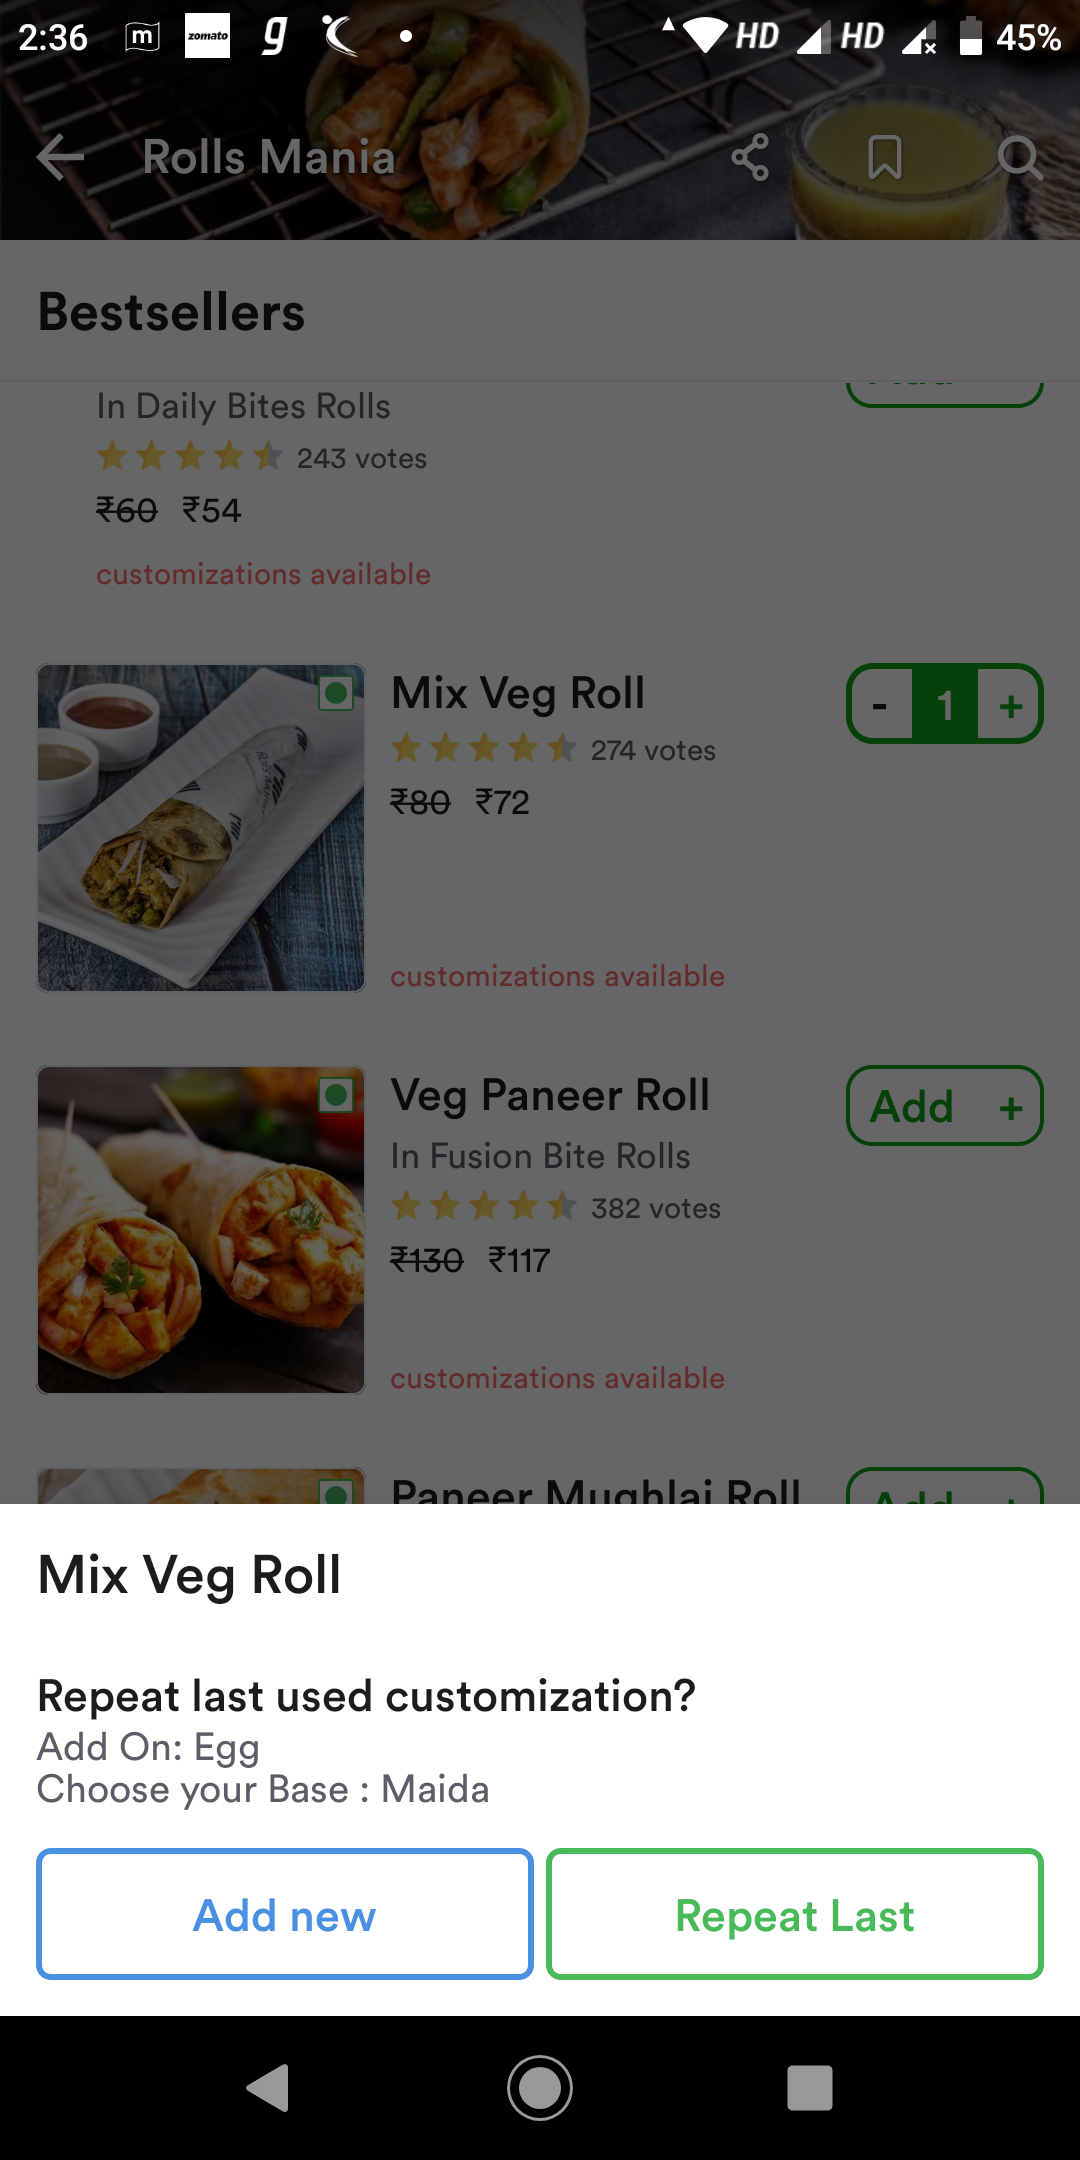 2:36 m zomato g HD HD 45%
Rolls Mania
Bestsellers
In Daily Bites Rolls
243 votes
₹60 ₹54
customizations available
Mix Veg Roll
- 1 +
274 votes
₹80 ₹72
customizations available
Veg Paneer Roll
Add +
In Fusion Bite Rolls
382 votes
₹130 ₹117
customizations available
Paneer Mughlai Roll
Add +
Mix Veg Roll
Repeat last used customization?
Add On: Egg
Choose your Base : Maida
Add new
Repeat Last